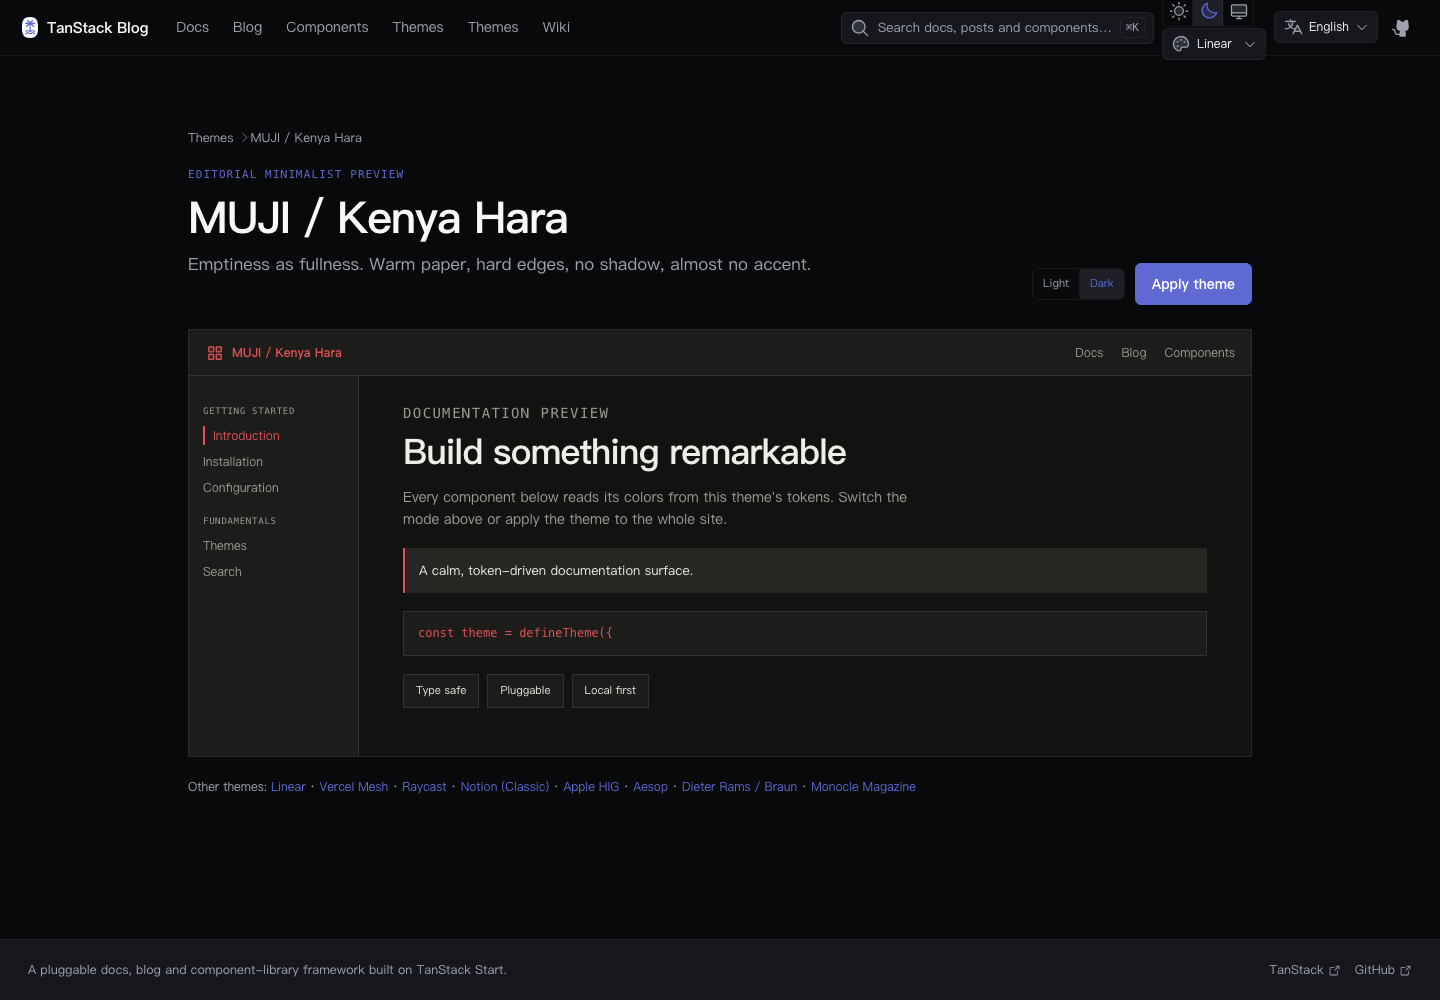 TanStack Blog
Docs
Blog
Components
Themes
Themes
Wiki
Search docs, posts and components...
⌘K
Linear
English
Themes
MUJI / Kenya Hara
EDITORIAL MINIMALIST PREVIEW
MUJI / Kenya Hara
Emptiness as fullness. Warm paper, hard edges, no shadow, almost no accent.
Light
Dark
Apply theme
MUJI / Kenya Hara
Docs
Blog
Components
GETTING STARTED
Introduction
Installation
Configuration
FUNDAMENTALS
Themes
Search
DOCUMENTATION PREVIEW
Build something remarkable
Every component below reads its colors from this theme's tokens. Switch the
mode above or apply the theme to the whole site.
A calm, token-driven documentation surface.
const theme = defineTheme({
Type safe
Pluggable
Local first
Other themes: Linear · Vercel Mesh · Raycast · Notion (Classic) · Apple HIG · Aesop · Dieter Rams / Braun · Monocle Magazine
A pluggable docs, blog and component-library framework built on TanStack Start.
TanStack
GitHub